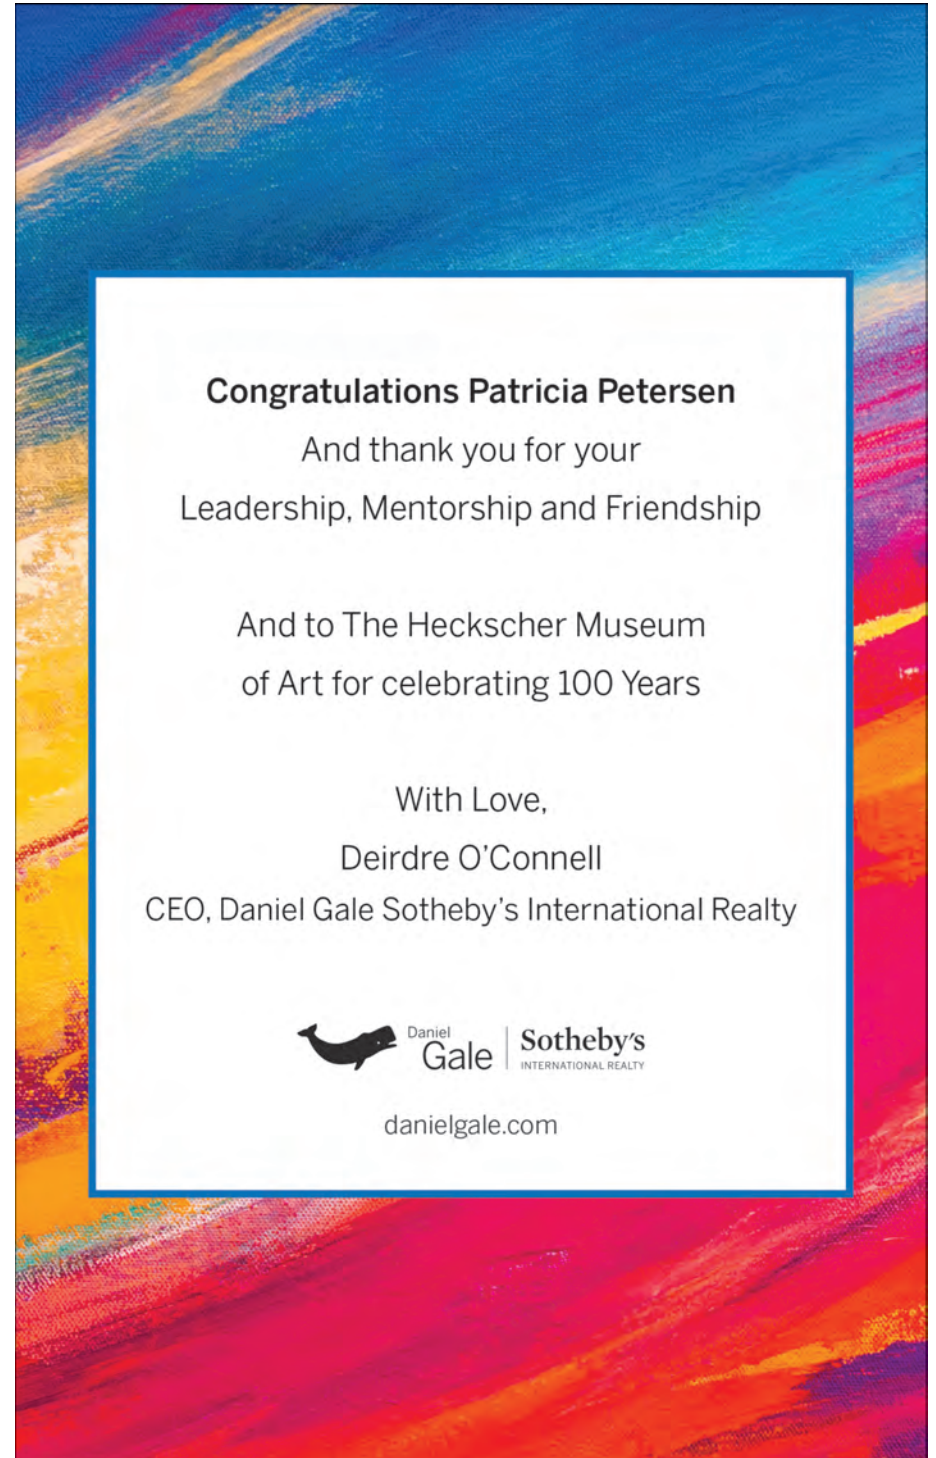 Congratulations Patricia Petersen
And thank you for your
Leadership, Mentorship and Friendship
And to The Heckscher Museum
of Art for celebrating 100 Years
With Love,
Deirdre O’Connell
CEO, Daniel Gale Sotheby’s International Realty
Daniel
Gale
Sotheby’s
INTERNATIONAL REALTY
danielgale.com